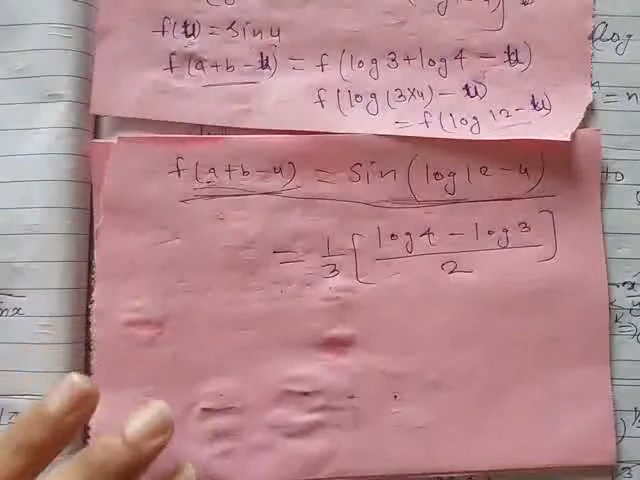 f(u) = sin u
f(a+b-u) = f(log 3 + log 4 - u)
f(log(3×4) - u)
= f(log 12 - u)
f(a+b-u) = sin(log 12 - u)
= 1/3 [ (log 4 - log 3) / 2 ]